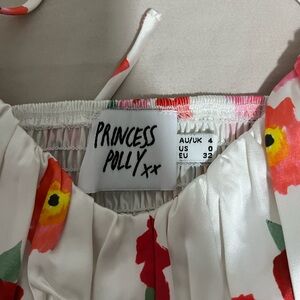 PRINCESS
POLLY xx
AU/UK 4
US 0
EU 32